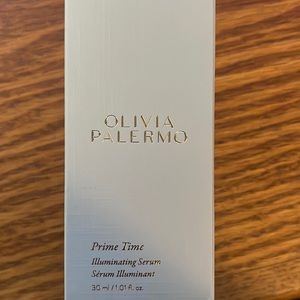 OLIVIA
PALERMO
Prime Time
Illuminating Serum
Sérum Illuminant
30 ml / 1.01 fl. oz.